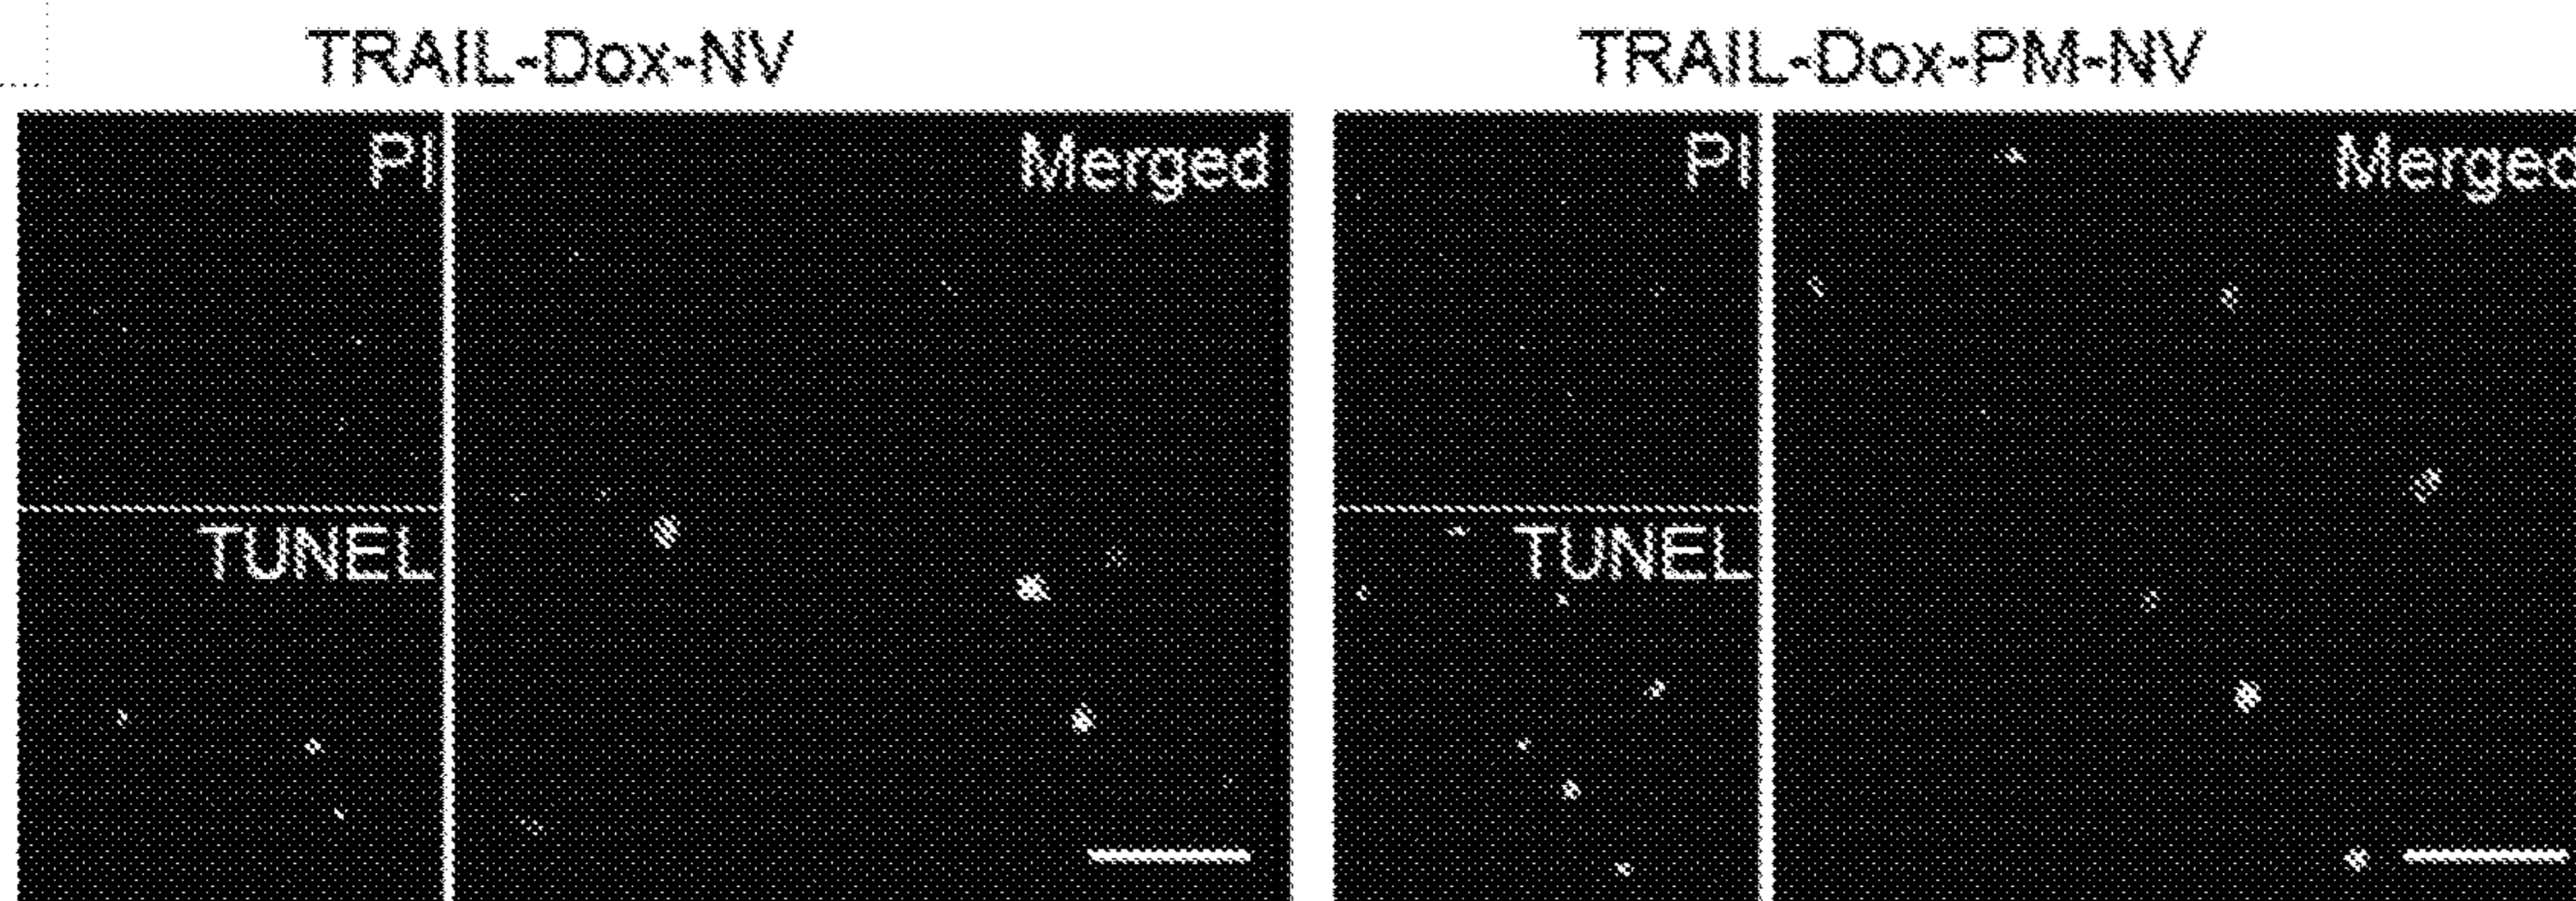 TRAIL-Dox-NV
TRAIL-Dox-PM-NV
PI
Merged
PI
Merged
TUNEL
TUNEL